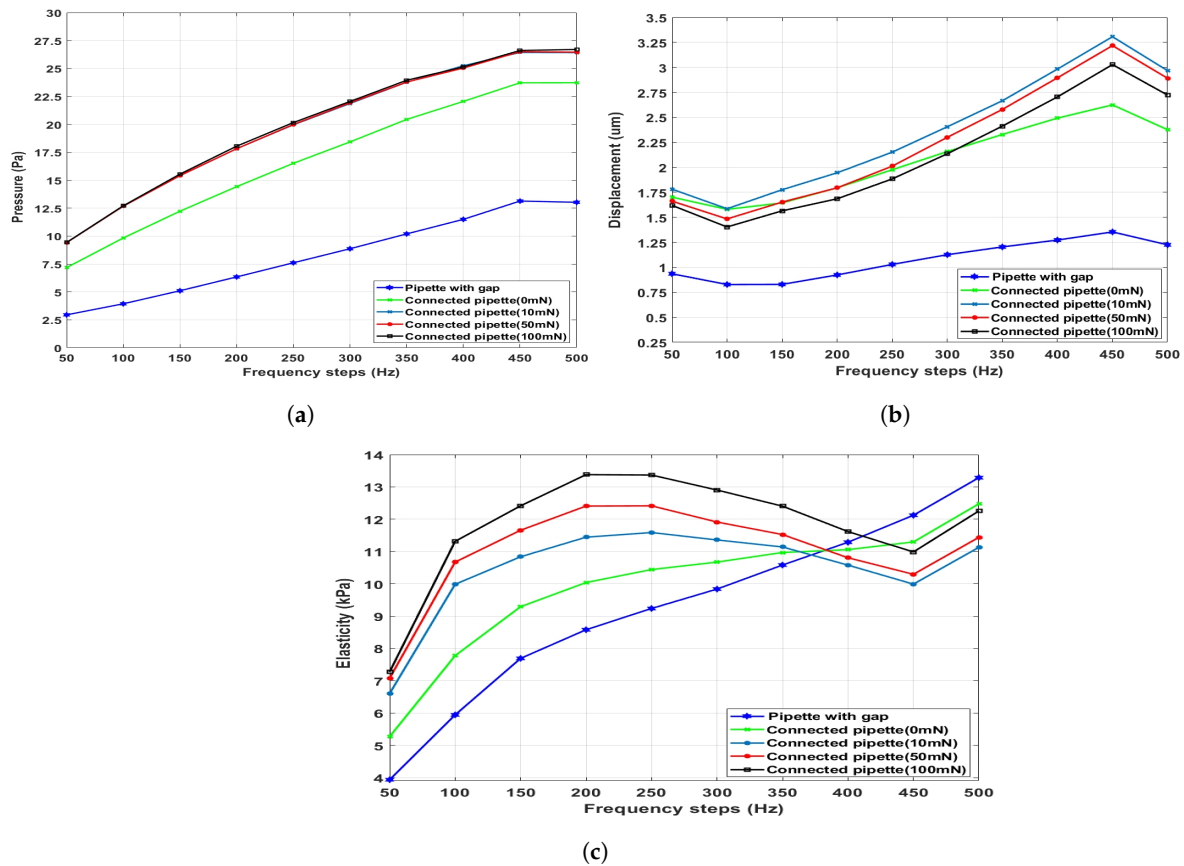 30
27.5
25
22.5
20
17.5
15
12.5
10
7.5
5
2.5
0
Pressure (Pa)
Pipette with gap
Connected pipette(0mN)
Connected pipette(10mN)
Connected pipette(50mN)
Connected pipette(100mN)
50 100 150 200 250 300 350 400 450 500
Frequency steps (Hz)
(a)
3.5
3.25
3
2.75
2.5
2.25
2
1.75
1.5
1.25
1
0.75
0.5
0.25
Displacement (um)
Pipette with gap
Connected pipette(0mN)
Connected pipette(10mN)
Connected pipette(50mN)
Connected pipette(100mN)
50 100 150 200 250 300 350 400 450 500
Frequency steps (Hz)
(b)
14
13
12
11
10
9
8
7
6
5
4
Elasticity (kPa)
Pipette with gap
Connected pipette(0mN)
Connected pipette(10mN)
Connected pipette(50mN)
Connected pipette(100mN)
50 100 150 200 250 300 350 400 450 500
Frequency steps (Hz)
(c)